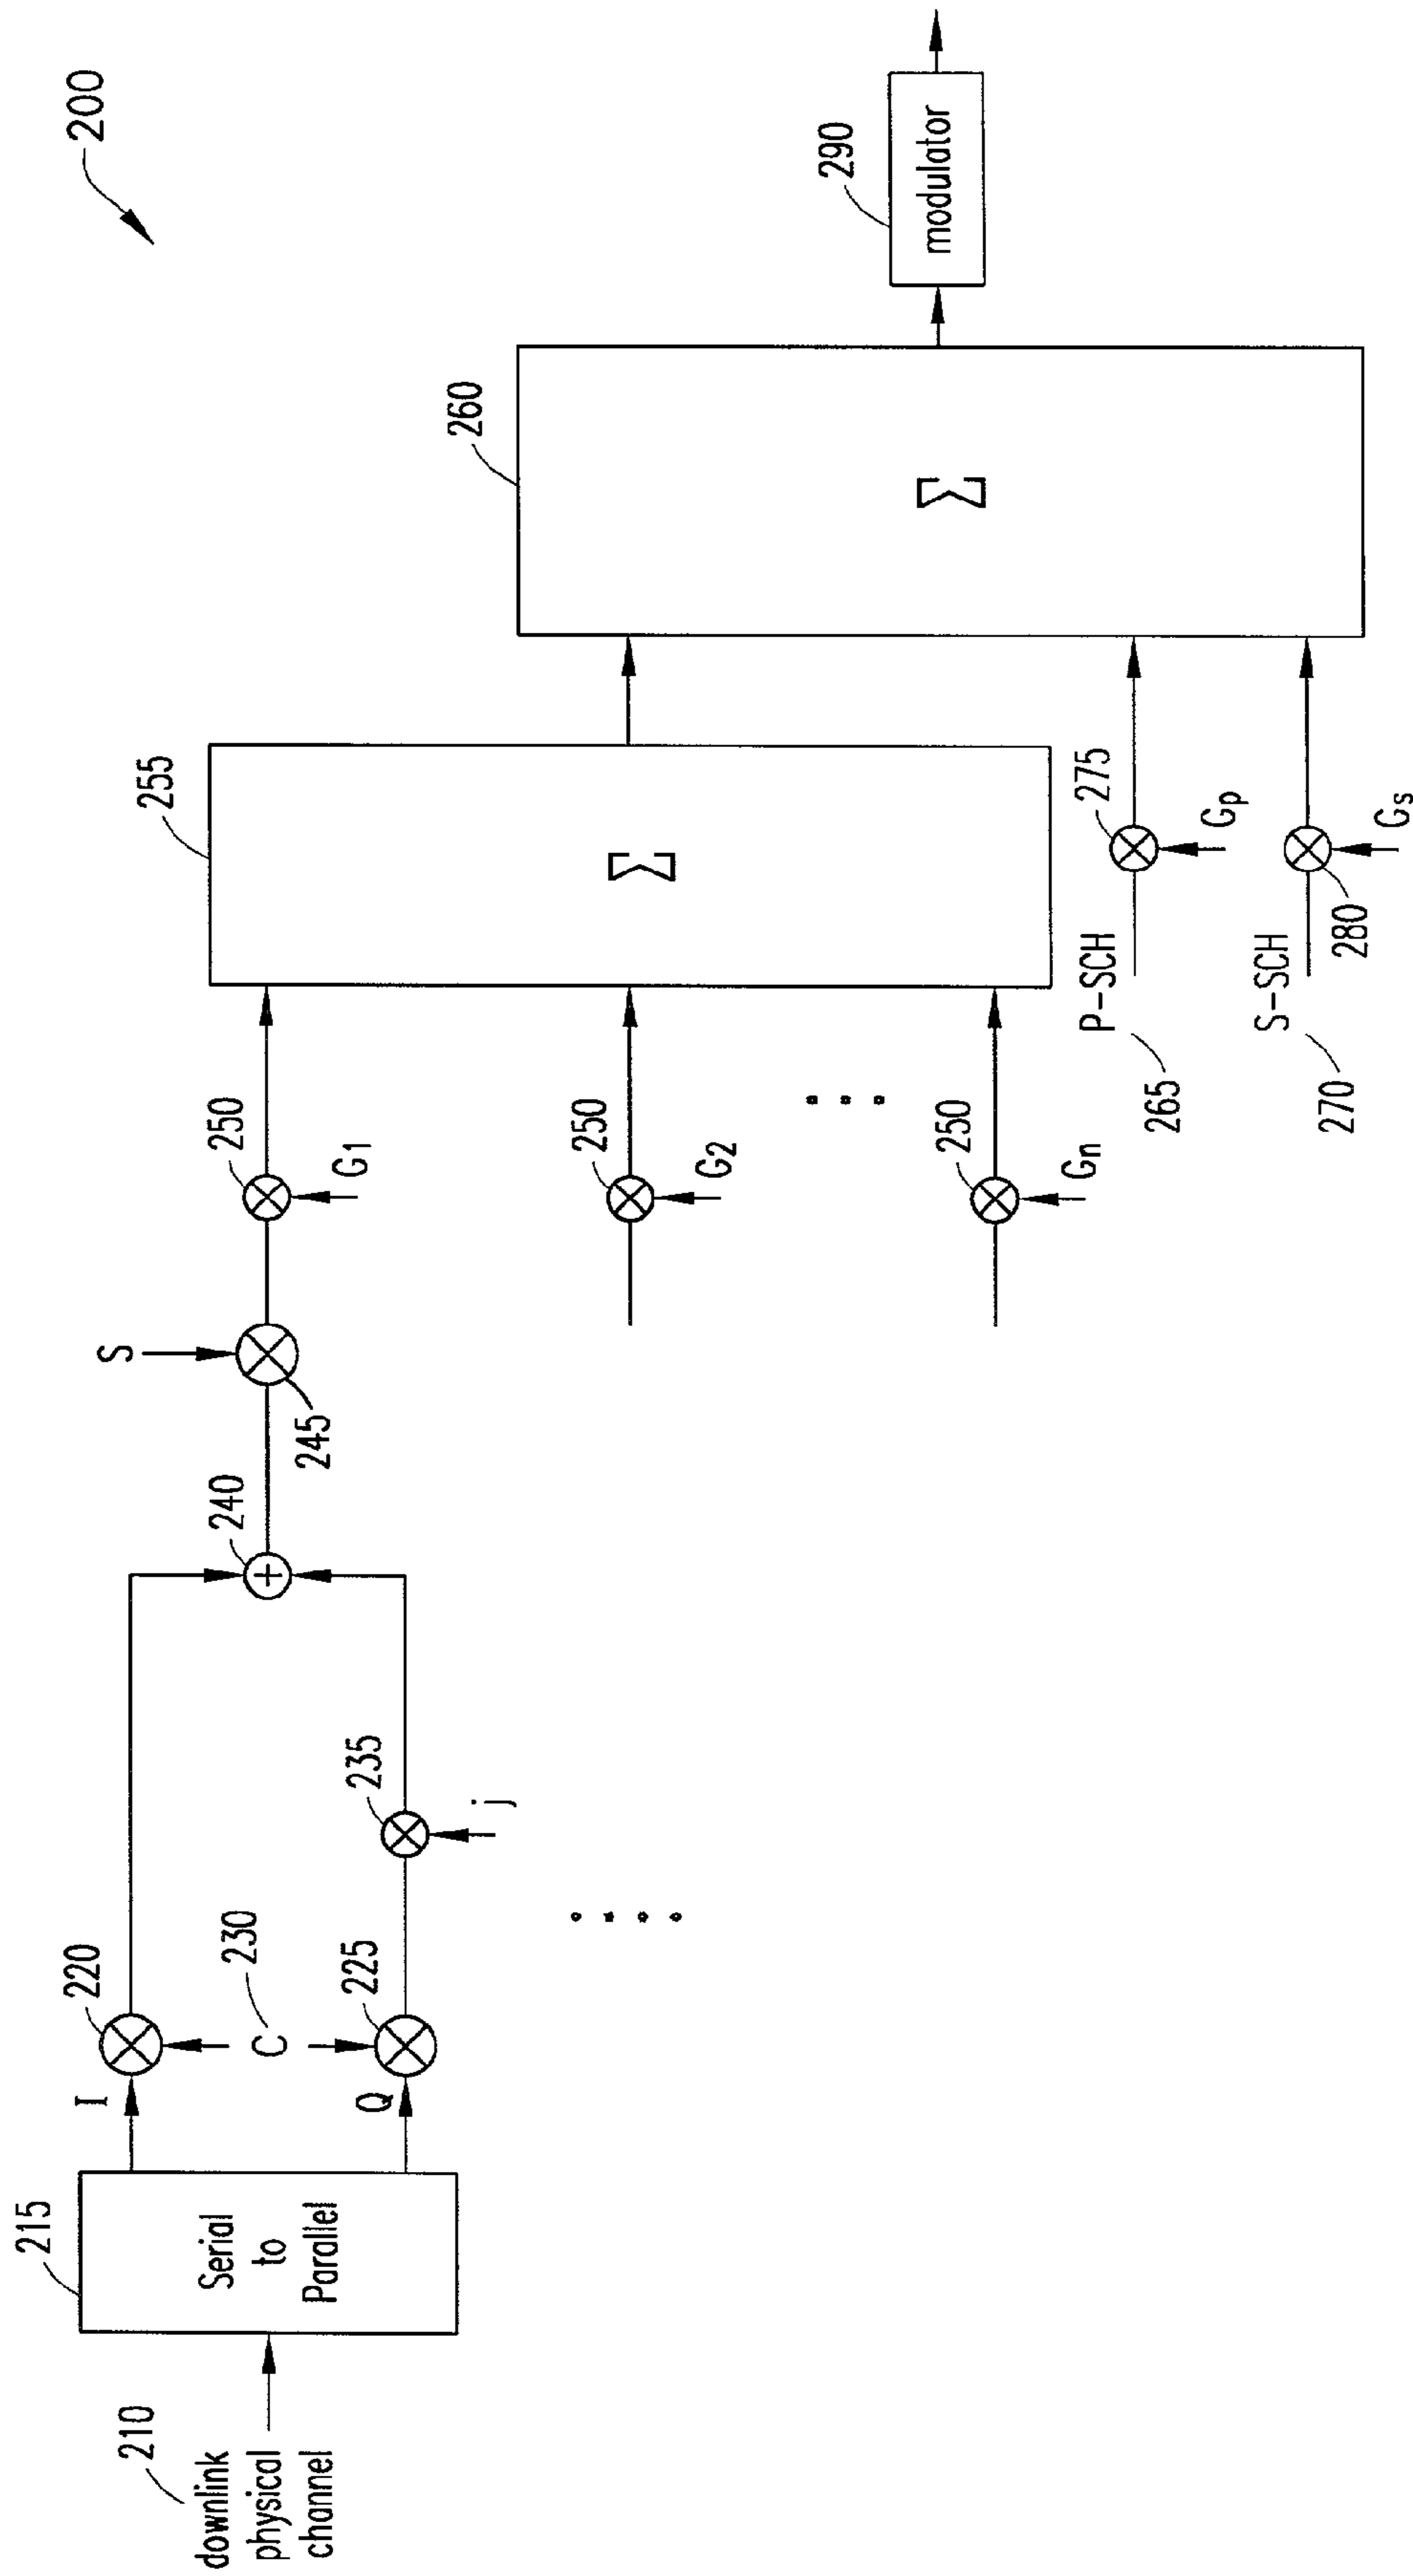 200
210
downlink
physical
channel
215
Serial
to
Parallel
I
Q
220
C
230
225
235
j
240
S
245
250
G1
250
G2
250
Gn
255
Σ
P-SCH
265
S-SCH
270
275
Gp
280
Gs
260
Σ
290
modulator